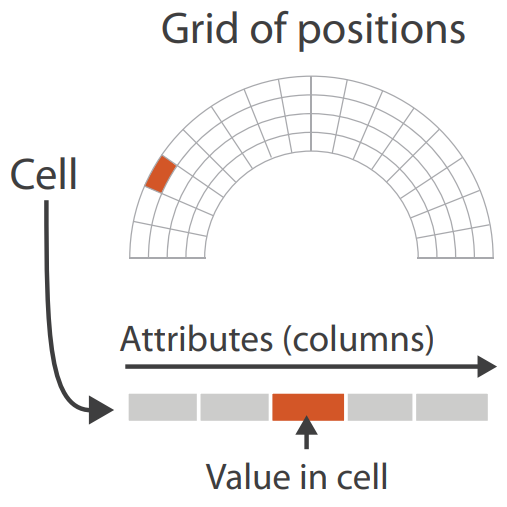 Grid of positions
Cell
Attributes (columns)
Value in cell